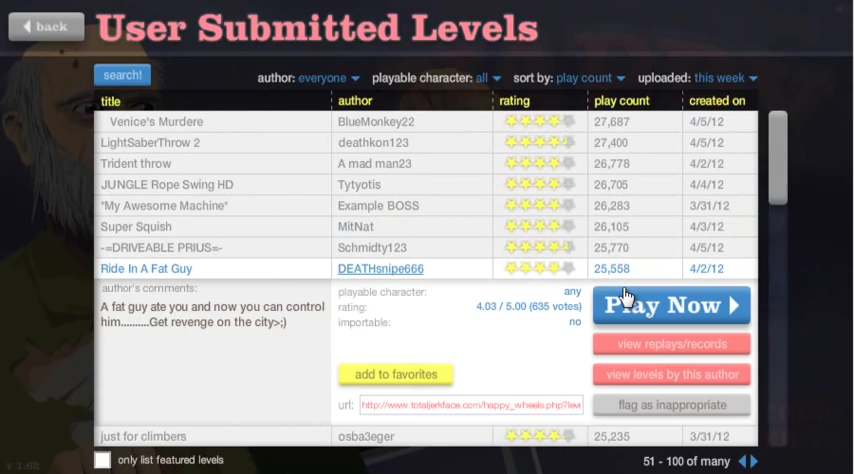 back
User Submitted Levels
search!
author: everyone playable character: all sort by: play count uploaded: this week
title author rating play count created on
Venice's Murdere BlueMonkey22 27,687 4/5/12
LightSaberThrow 2 deathkon123 27,400 4/5/12
Trident throw A mad man23 26,778 4/2/12
JUNGLE Rope Swing HD Tytyotis 26,705 4/4/12
*My Awesome Machine* Example BOSS 26,283 3/31/12
Super Squish MitNat 26,105 4/3/12
-=DRIVEABLE PRIUS=- Schmidty123 25,770 4/5/12
Ride In A Fat Guy DEATHsnipe666 25,558 4/2/12
author's comments:
A fat guy ate you and now you can control
him..........Get revenge on the city>;)
playable character: any
rating: 4.03 / 5.00 (635 votes)
importable: no
add to favorites
url: http://www.totaljerkface.com/happy_wheels.php?lev
Play Now
view replays/records
view levels by this author
flag as inappropriate
just for climbers osba3eger 25,235 3/31/12
only list featured levels
51 - 100 of many